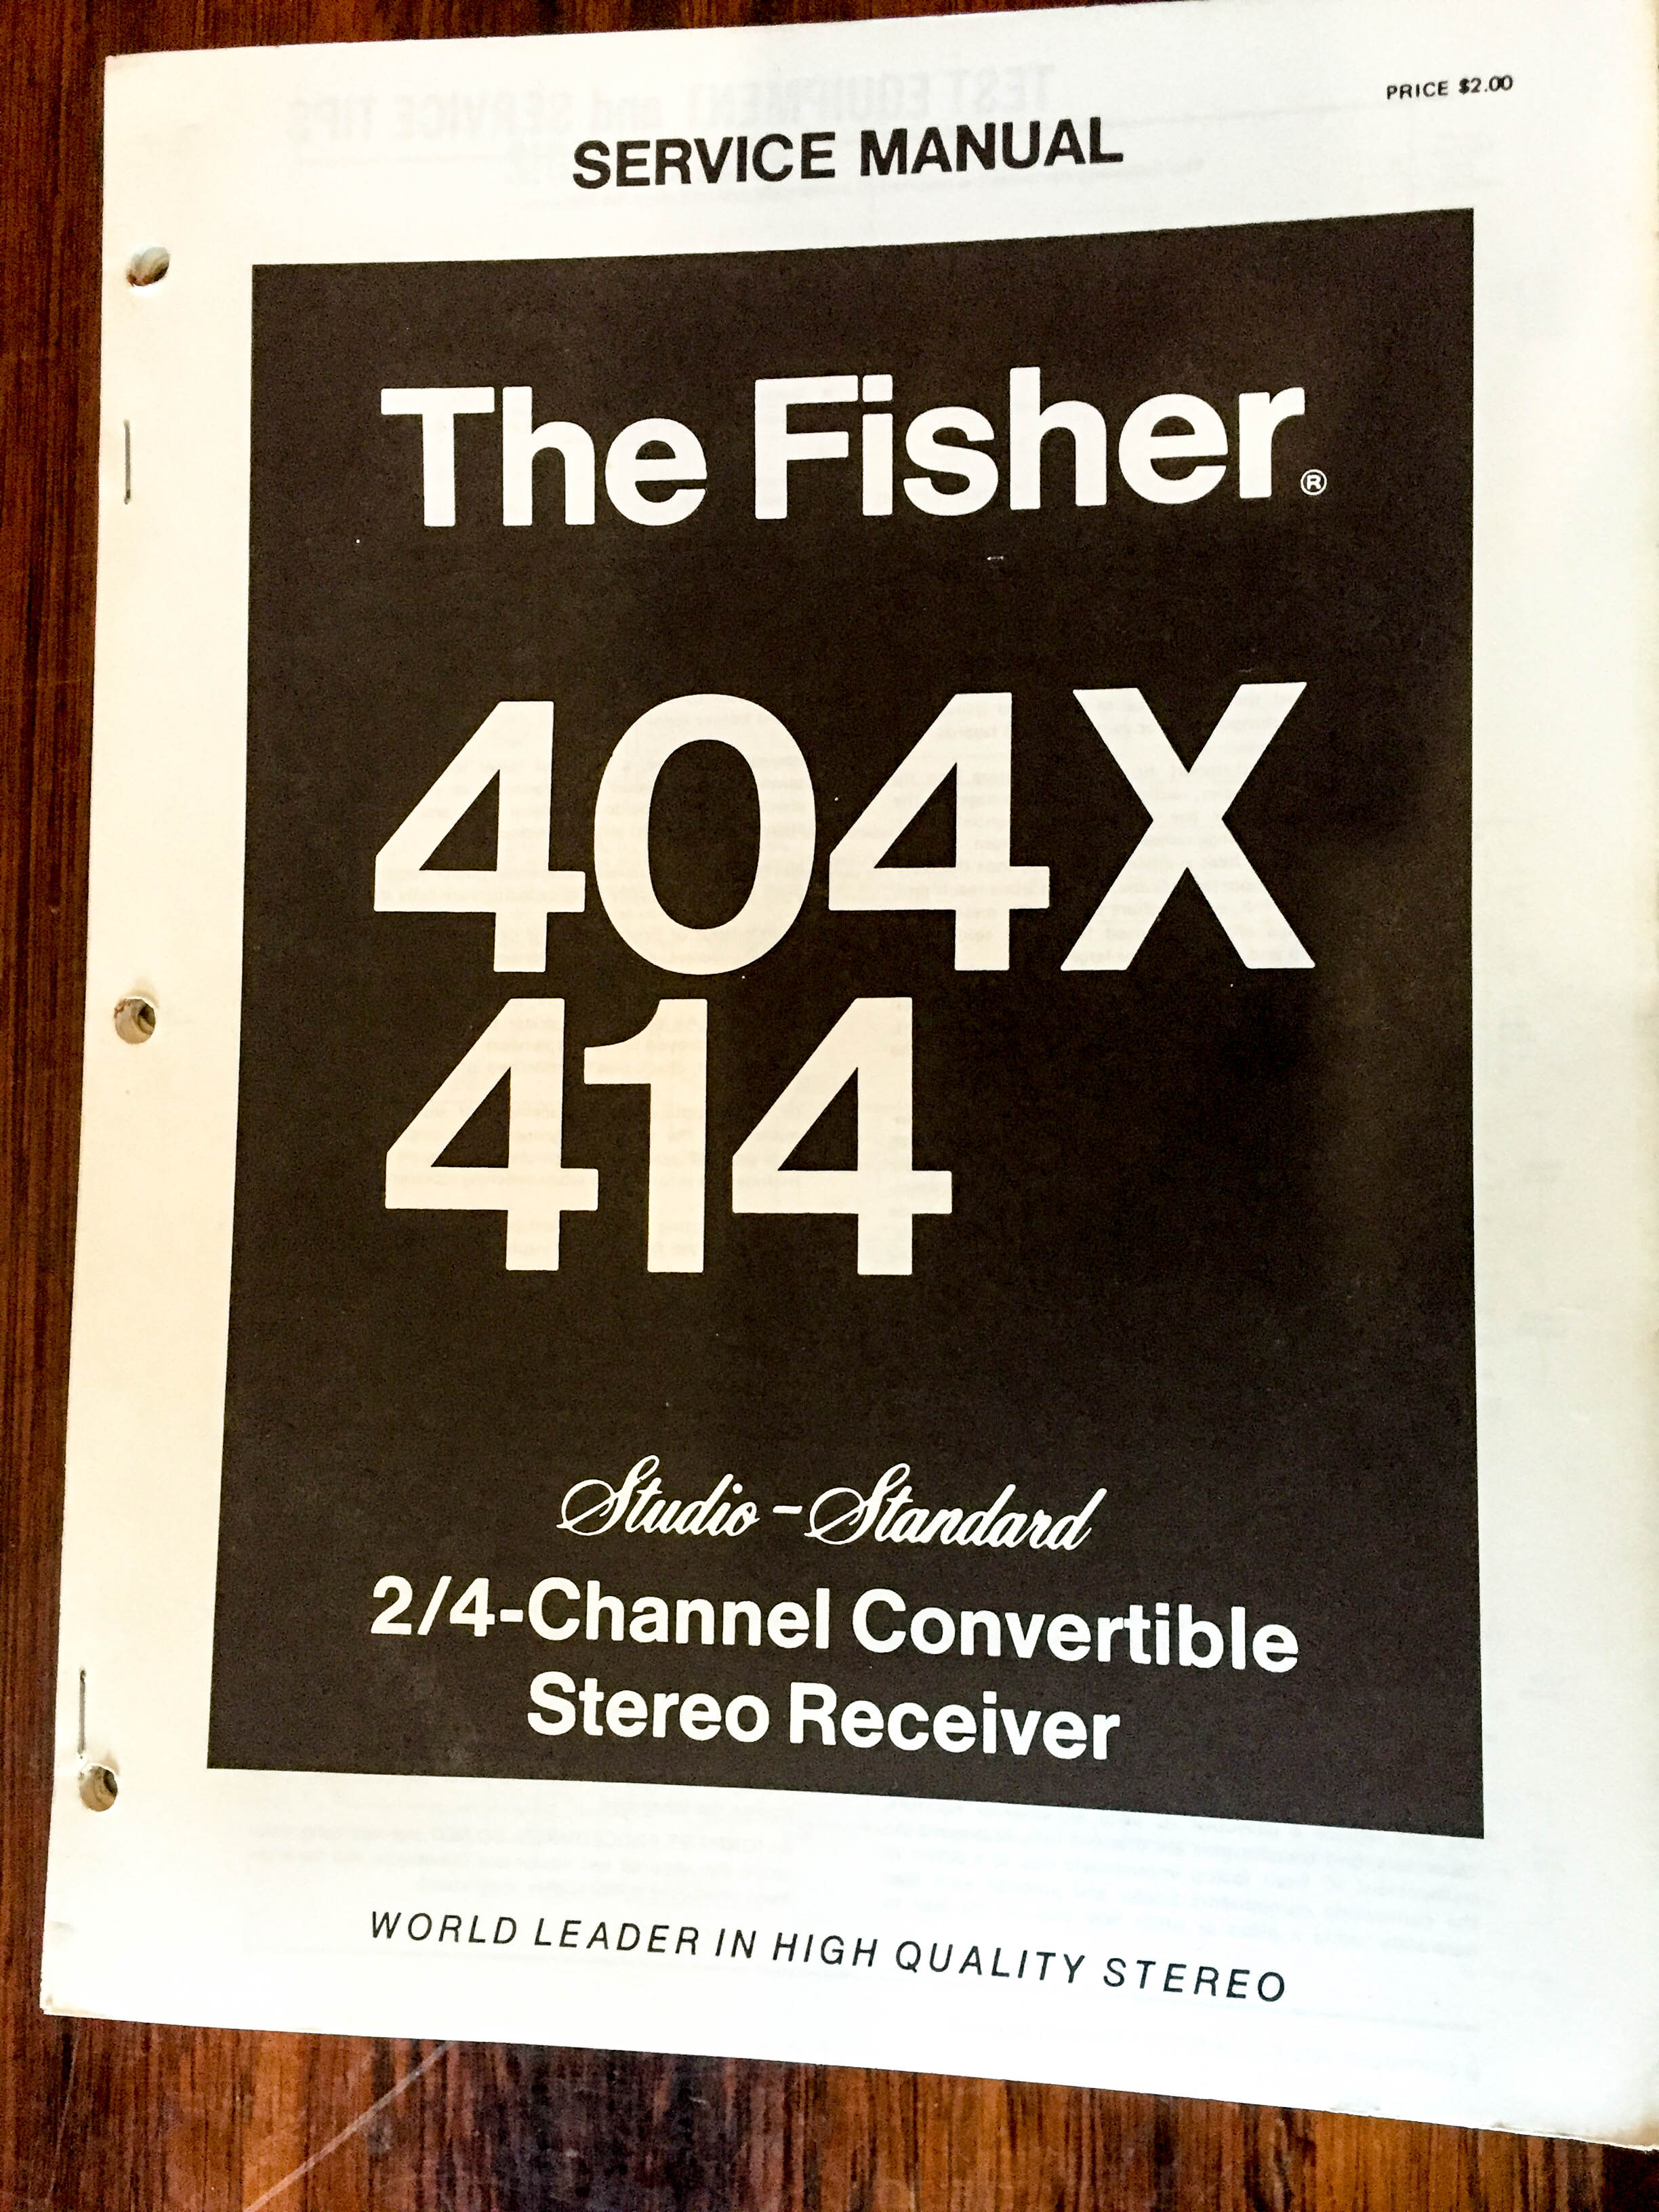 PRICE $2.00
SERVICE MANUAL
The Fisher®
404X
414
Studio-Standard
2/4-Channel Convertible
Stereo Receiver
WORLD LEADER IN HIGH QUALITY STEREO